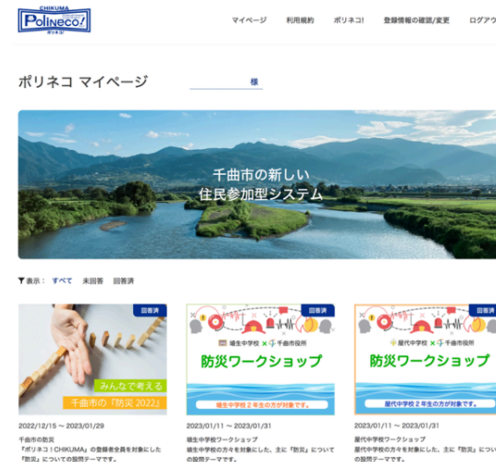 CHIKUMA
Polineco!
ポリネコ!
マイページ
利用規約
ポリネコ!
登録情報の確認/変更
ログアウ
ポリネコ マイページ
様
千曲市の新しい
住民参加型システム
表示：
すべて
未回答
回答済
回答済
みんなで考える
千曲市の『防災 2022』
2022/12/15 ～ 2023/01/29
千曲市の防災
『ポリネコ！CHIKUMA』の登録者全員を対象にした
『防災』についての設問テーマです。
回答済
埴生中学校 × 千曲市役所
防災ワークショップ
埴生中学校２年生の方が対象です。
2023/01/11 ～ 2023/01/31
埴生中学校ワークショップ
埴生中学校の方々を対象にした、主に『防災』について
の設問テーマです。
回答済
屋代中学校 × 千曲市役所
防災ワークショップ
屋代中学校２年生の方が対象です。
2023/01/11 ～ 2023/01/31
屋代中学校ワークショップ
屋代中学校の方々を対象にした、主に『防災』について
の設問テーマです。